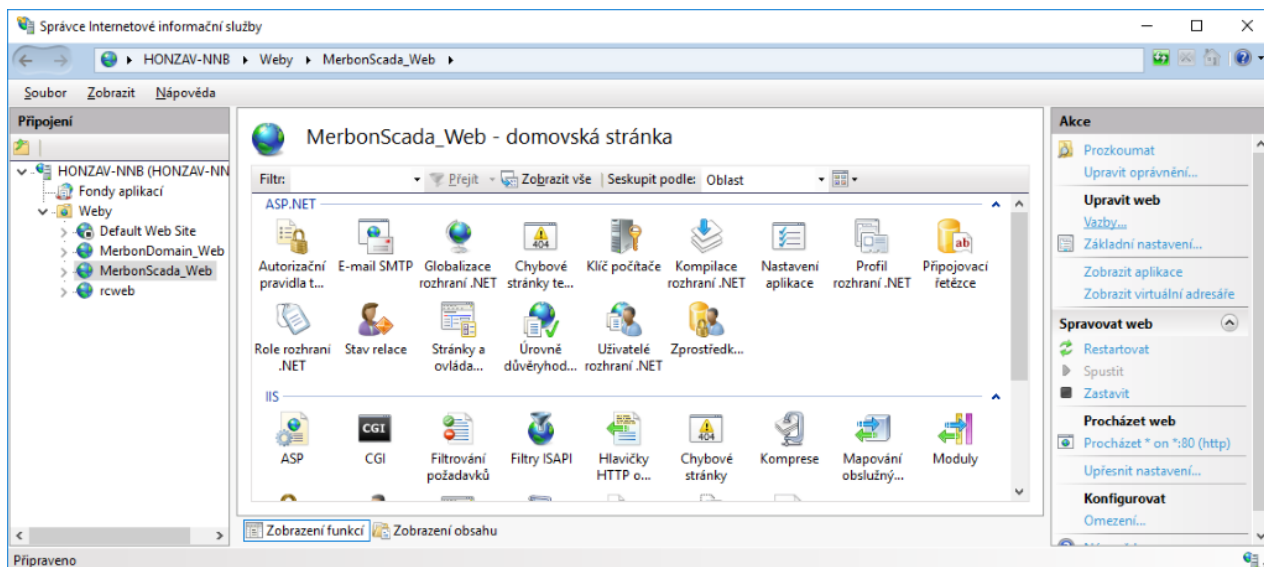 Správce Internetové informační služby
HONZAV-NNB Weby MerbonScada_Web
Soubor Zobrazit Nápověda
Připojení
HONZAV-NNB (HONZAV-NN
Fondy aplikací
Weby
Default Web Site
MerbonDomain_Web
MerbonScada_Web
rcweb
MerbonScada_Web - domovská stránka
Filtr: Přejít Zobrazit vše Seskupit podle: Oblast
ASP.NET
Autorizační pravidla t...
E-mail SMTP
Globalizace rozhraní .NET
Chybové stránky te...
404
Klíč počítače
Kompilace rozhraní .NET
Nastavení aplikace
Profil rozhraní .NET
ab
Připojovací řetězce
Role rozhraní .NET
Stav relace
Stránky a ovláda...
Úrovně důvěryhod...
Uživatelé rozhraní .NET
Zprostředk...
IIS
ASP
CGI
CGI
Filtrování požadavků
Filtry ISAPI
Hlavičky HTTP o...
404
Chybové stránky
Komprese
Mapování obslužný...
Moduly
Zobrazení funkcí Zobrazení obsahu
Akce
Prozkoumat
Upravit oprávnění...
Upravit web
Vazby...
Základní nastavení...
Zobrazit aplikace
Zobrazit virtuální adresáře
Spravovat web
Restartovat
Spustit
Zastavit
Procházet web
Procházet * on *:80 (http)
Upřesnit nastavení...
Konfigurovat
Omezení...
Připraveno